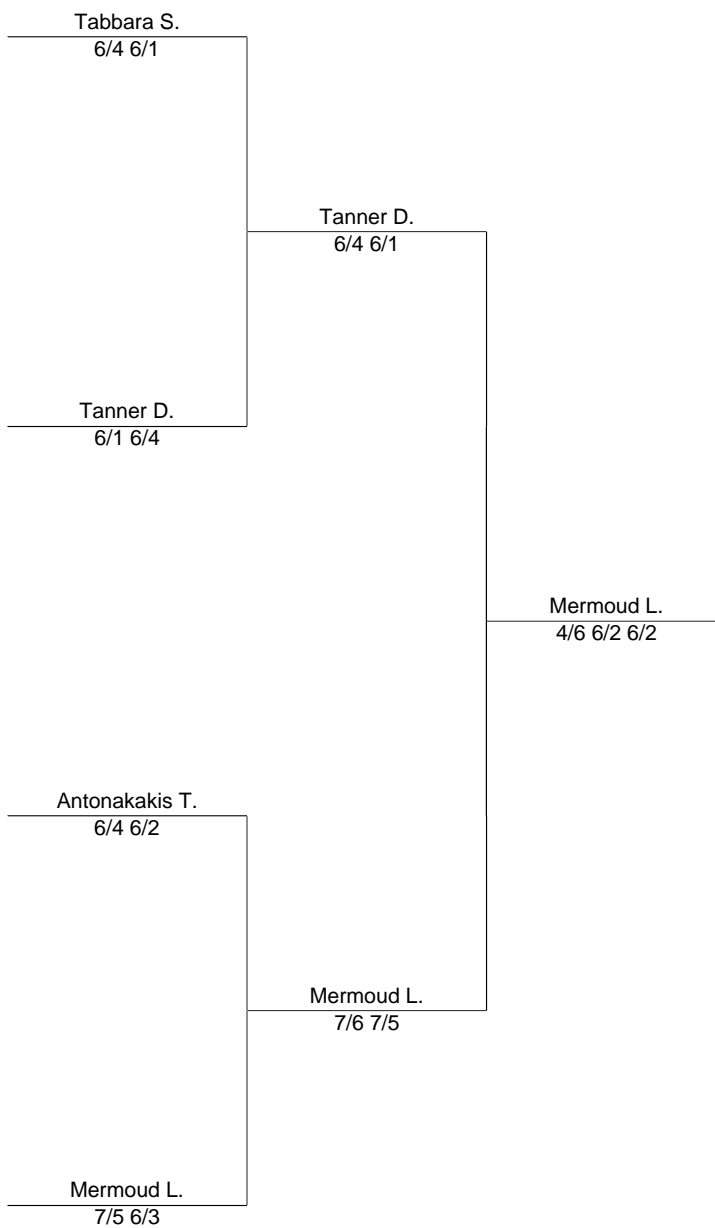 Tabbara S.
6/4 6/1
Tanner D.
6/4 6/1
Tanner D.
6/1 6/4
Mermoud L.
4/6 6/2 6/2
Antonakakis T.
6/4 6/2
Mermoud L.
7/6 7/5
Mermoud L.
7/5 6/3